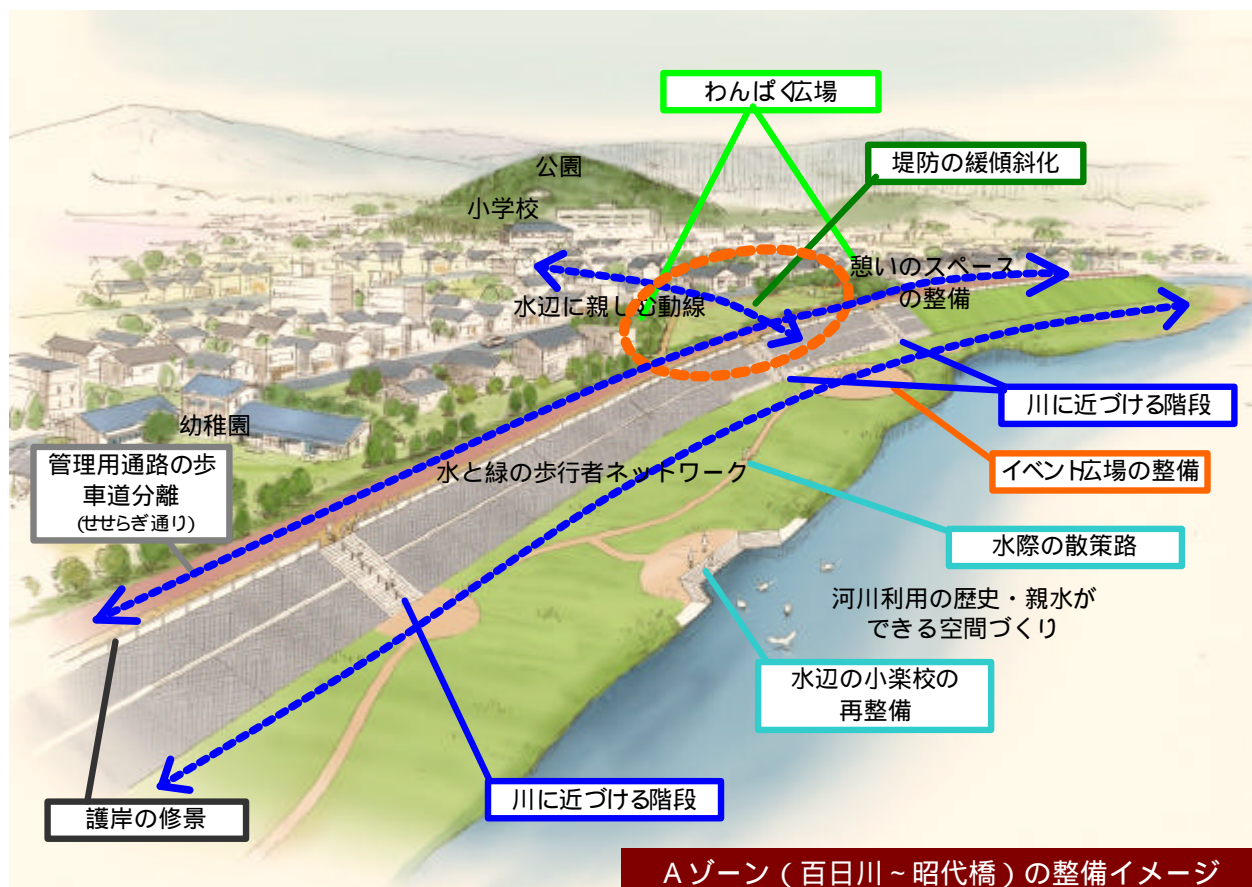 わんぱく広場
堤防の緩傾斜化
公園
小学校
憩いのスペース
の整備
水辺に親しむ動線
川に近づける階段
幼稚園
管理用通路の歩
車道分離
(せせらぎ通り)
水と緑の歩行者ネットワーク
イベント広場の整備
水際の散策路
河川利用の歴史・親水が
できる空間づくり
水辺の小楽校の
再整備
川に近づける階段
護岸の修景
Aゾーン(百日川~昭代橋)の整備イメージ